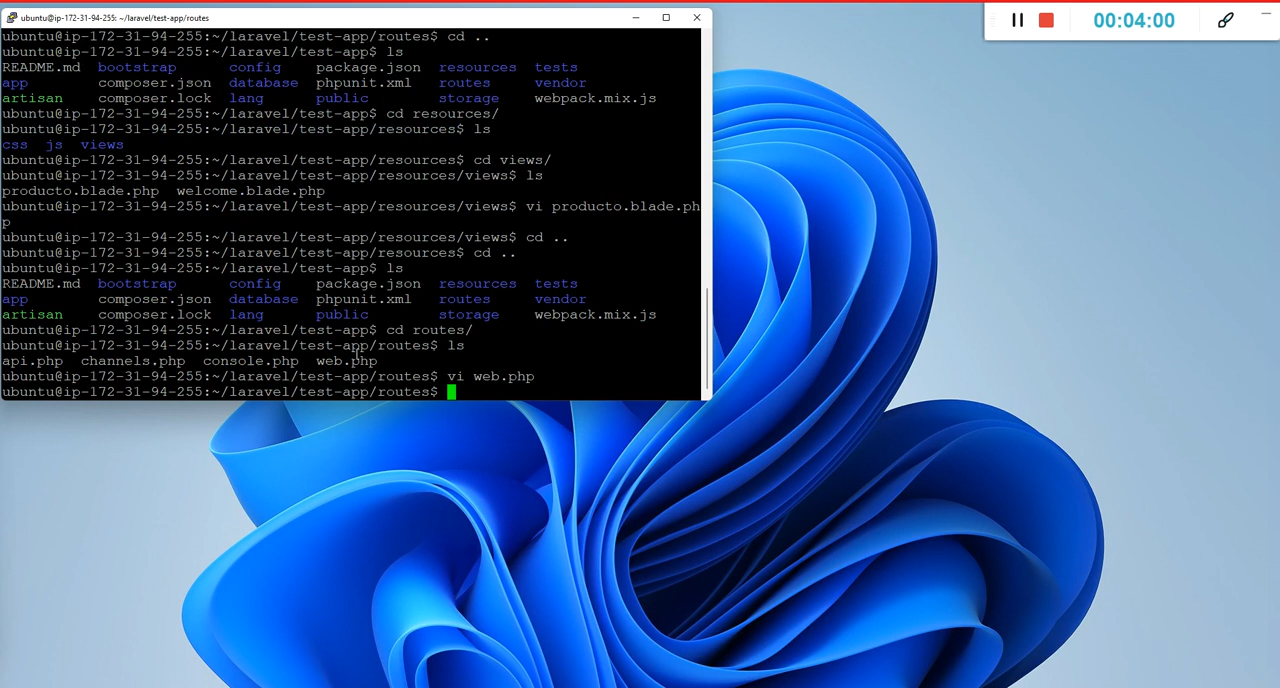 ubuntu@ip-172-31-94-255: ~/laravel/test-app/routes
00:04:00
ubuntu@ip-172-31-94-255:~/laravel/test-app/routes$ cd ..
ubuntu@ip-172-31-94-255:~/laravel/test-app$ ls
README.md bootstrap config package.json resources tests
app composer.json database phpunit.xml routes vendor
artisan composer.lock lang public storage webpack.mix.js
ubuntu@ip-172-31-94-255:~/laravel/test-app$ cd resources/
ubuntu@ip-172-31-94-255:~/laravel/test-app/resources$ ls
css js views
ubuntu@ip-172-31-94-255:~/laravel/test-app/resources$ cd views/
ubuntu@ip-172-31-94-255:~/laravel/test-app/resources/views$ ls
producto.blade.php welcome.blade.php
ubuntu@ip-172-31-94-255:~/laravel/test-app/resources/views$ vi producto.blade.ph
p
ubuntu@ip-172-31-94-255:~/laravel/test-app/resources/views$ cd ..
ubuntu@ip-172-31-94-255:~/laravel/test-app/resources$ cd ..
ubuntu@ip-172-31-94-255:~/laravel/test-app$ ls
README.md bootstrap config package.json resources tests
app composer.json database phpunit.xml routes vendor
artisan composer.lock lang public storage webpack.mix.js
ubuntu@ip-172-31-94-255:~/laravel/test-app$ cd routes/
ubuntu@ip-172-31-94-255:~/laravel/test-app/routes$ ls
api.php channels.php console.php web.php
ubuntu@ip-172-31-94-255:~/laravel/test-app/routes$ vi web.php
ubuntu@ip-172-31-94-255:~/laravel/test-app/routes$